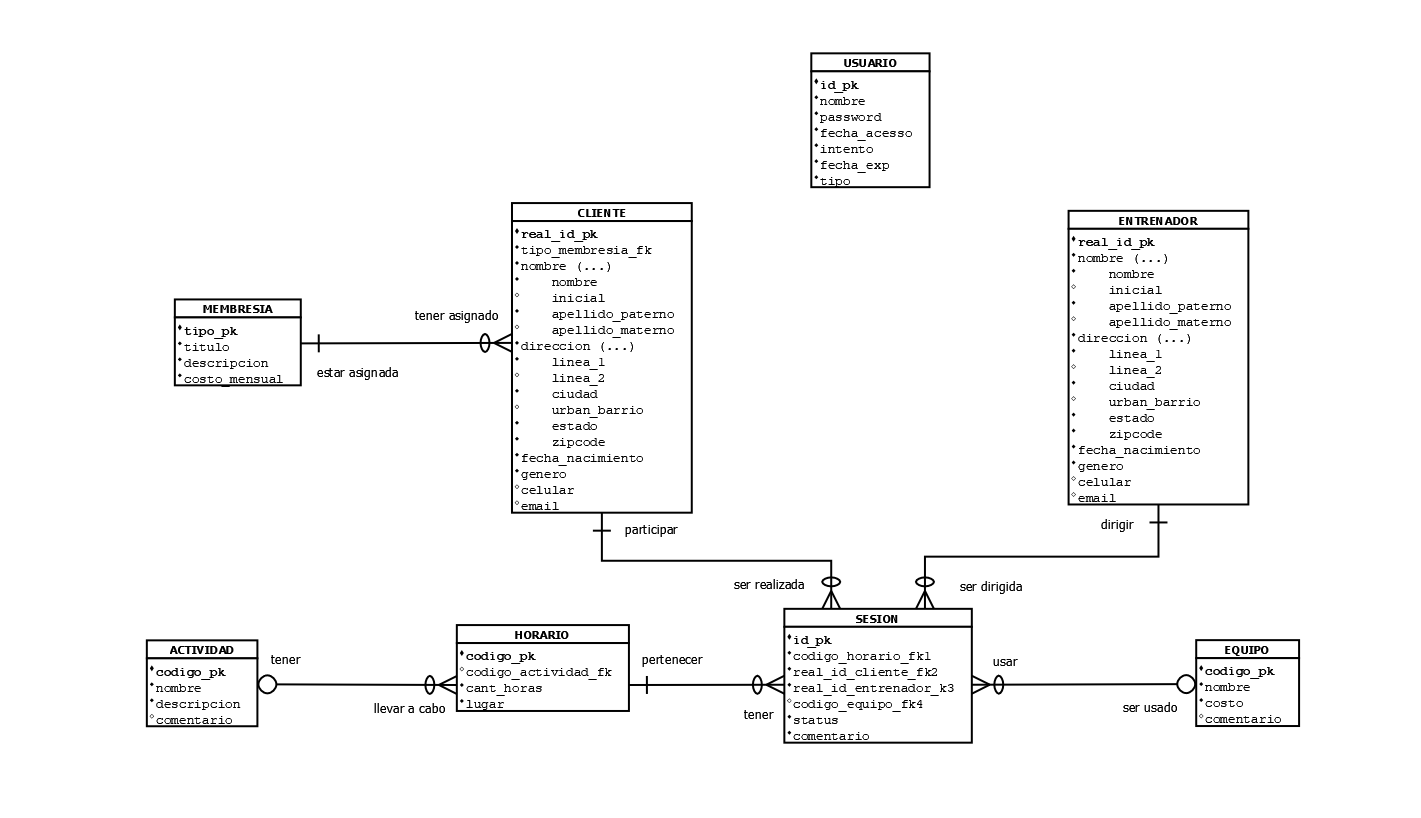 USUARIO
id_pk
nombre
password
fecha_acesso
intento
fecha_exp
tipo
CLIENTE
real_id_pk
tipo_membresia_fk
nombre (...)
nombre
inicial
apellido_paterno
apellido_materno
direccion (...)
linea_1
linea_2
ciudad
urban_barrio
estado
zipcode
fecha_nacimiento
genero
celular
email
ENTRENADOR
real_id_pk
nombre (...)
nombre
inicial
apellido_paterno
apellido_materno
direccion (...)
linea_1
linea_2
ciudad
urban_barrio
estado
zipcode
fecha_nacimiento
genero
celular
email
MEMBRESIA
tipo_pk
titulo
descripcion
costo_mensual
tener asignado
estar asignada
participar
dirigir
ser realizada
ser dirigida
ACTIVIDAD
codigo_pk
nombre
descripcion
comentario
tener
llevar a cabo
HORARIO
codigo_pk
codigo_actividad_fk
cant_horas
lugar
pertenecer
tener
SESION
id_pk
codigo_horario_fk1
real_id_cliente_fk2
real_id_entrenador_k3
codigo_equipo_fk4
status
comentario
usar
ser usado
EQUIPO
codigo_pk
nombre
costo
comentario